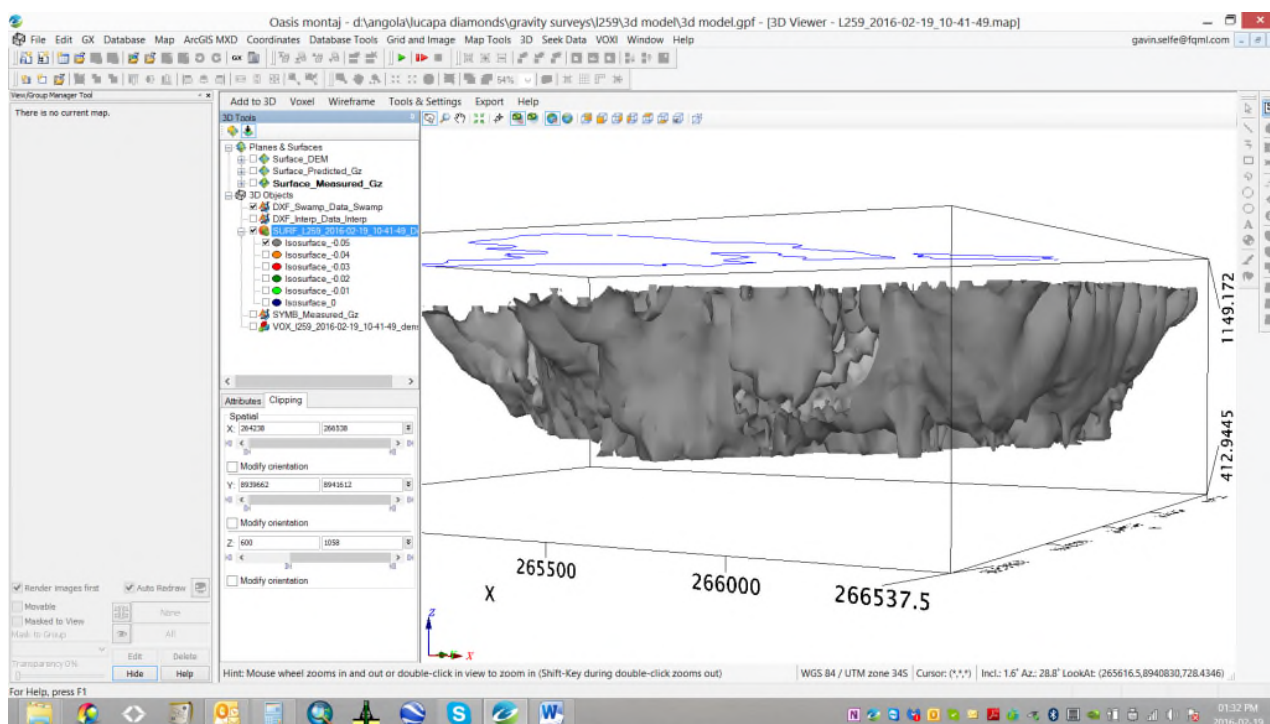 Oasis montaj - d:\angola\lucapa diamonds\gravity surveys\l259\3d model\3d model.gpf - [3D Viewer - L259_2016-02-19_10-41-49.map]
File Edit GX Database Map ArcGIS MXD Coordinates Database Tools Grid and Image Map Tools 3D Seek Data VOXI Window Help gavin.selfe@fqml.com
54%
View/Group Manager Tool
There is no current map.
Add to 3D Voxel Wireframe Tools & Settings Export Help
3D Tools
Planes & Surfaces
Surface_DEM
Surface_Predicted_Gz
Surface_Measured_Gz
3D Objects
DXF_Swamp_Data_Swamp
DXF_Interp_Data_Interp
SURF_L259_2016-02-19_10-41-49_De
Isosurface_-0.05
Isosurface_-0.04
Isosurface_-0.03
Isosurface_-0.02
Isosurface_-0.01
Isosurface_0
SYMB_Measured_Gz
VOX_l259_2016-02-19_10-41-49_dens
Attributes Clipping
Spatial
X: 264238 266538
Modify orientation
Y: 8939662 8941612
Modify orientation
Z: 600 1058
Modify orientation
1149.172
412.9445
265500
266000
266537.5
X
z
x
Render images first Auto Redraw
Movable
Masked to View
None
Mask to Group
All
Edit Delete
Transparency 0%
Hide Help
Hint: Mouse wheel zooms in and out or double-click in view to zoom in (Shift-Key during double-click zooms out) WGS 84 / UTM zone 34S Cursor: (*,*,*) Incl.: 1.6° Az.: 28.8° LookAt: (265616.5,8940830,728.4346)
For Help, press F1
01:32 PM
2016-02-19